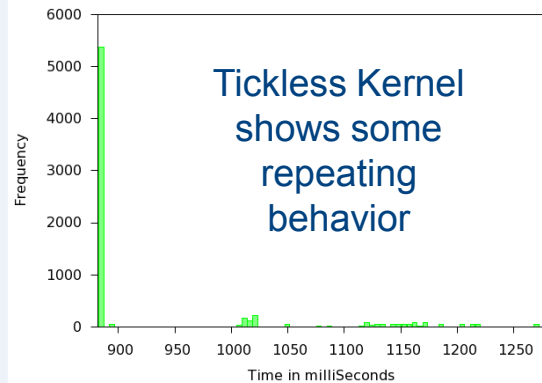 6000
5000
4000
3000
2000
1000
0
Frequency
Tickless Kernel
shows some
repeating
behavior
900 950 1000 1050 1100 1150 1200 1250
Time in milliSeconds